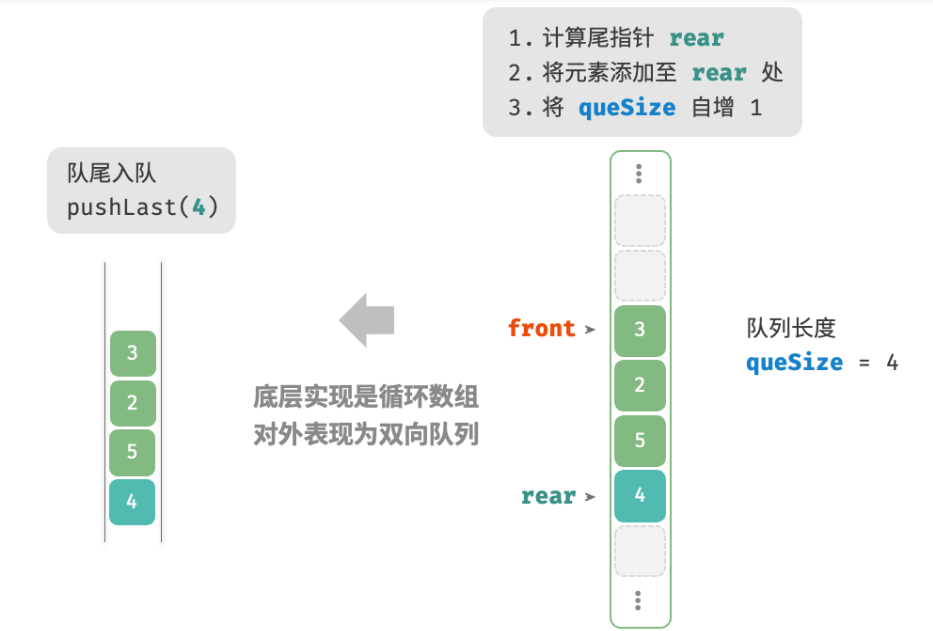 1. 计算尾指针 rear
2. 将元素添加至 rear 处
3. 将 queSize 自增 1
队尾入队
pushLast(4)
3
2
5
4
底层实现是循环数组
对外表现为双向队列
front
3
2
5
rear
4
队列长度
queSize = 4